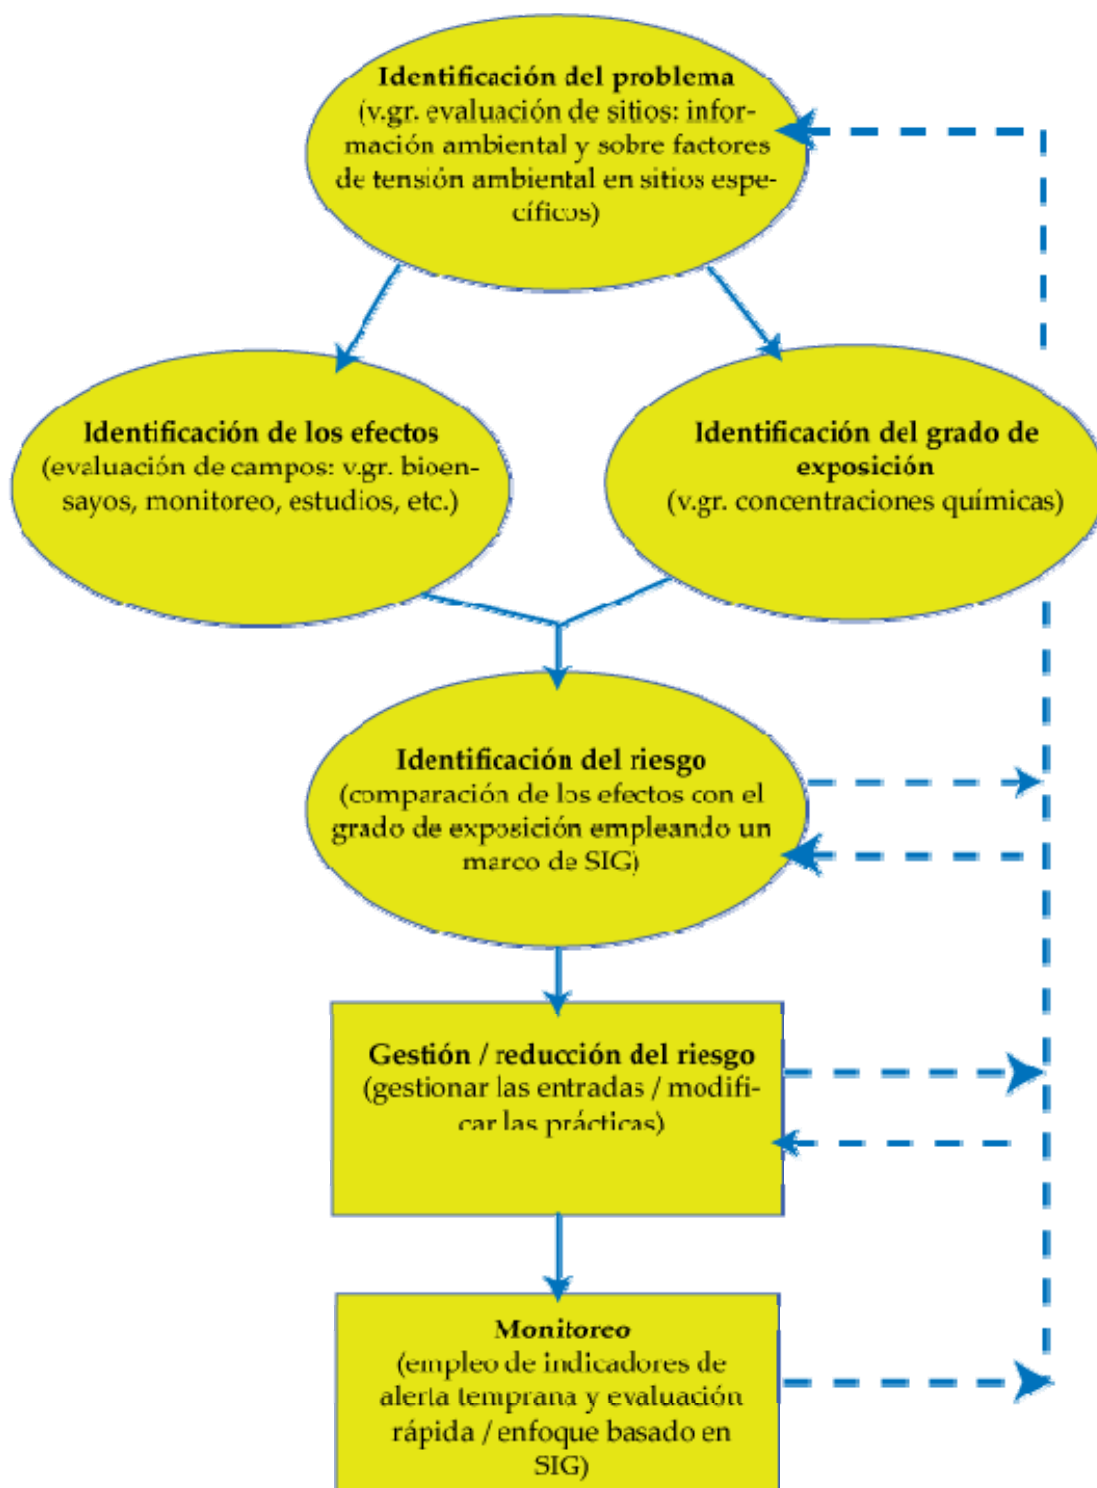 Identificación del problema
(v.gr. evaluación de sitios: infor-
mación ambiental y sobre factores
de tensión ambiental en sitios espe-
cíficos)
Identificación de los efectos
(evaluación de campos: v.gr. bioen-
sayos, monitoreo, estudios, etc.)
Identificación del grado de
exposición
(v.gr. concentraciones químicas)
Identificación del riesgo
(comparación de los efectos con el
grado de exposición empleando un
marco de SIG)
Gestión / reducción del riesgo
(gestionar las entradas / modifi-
car las prácticas)
Monitoreo
(empleo de indicadores de
alerta temprana y evaluación
rápida / enfoque basado en
SIG)